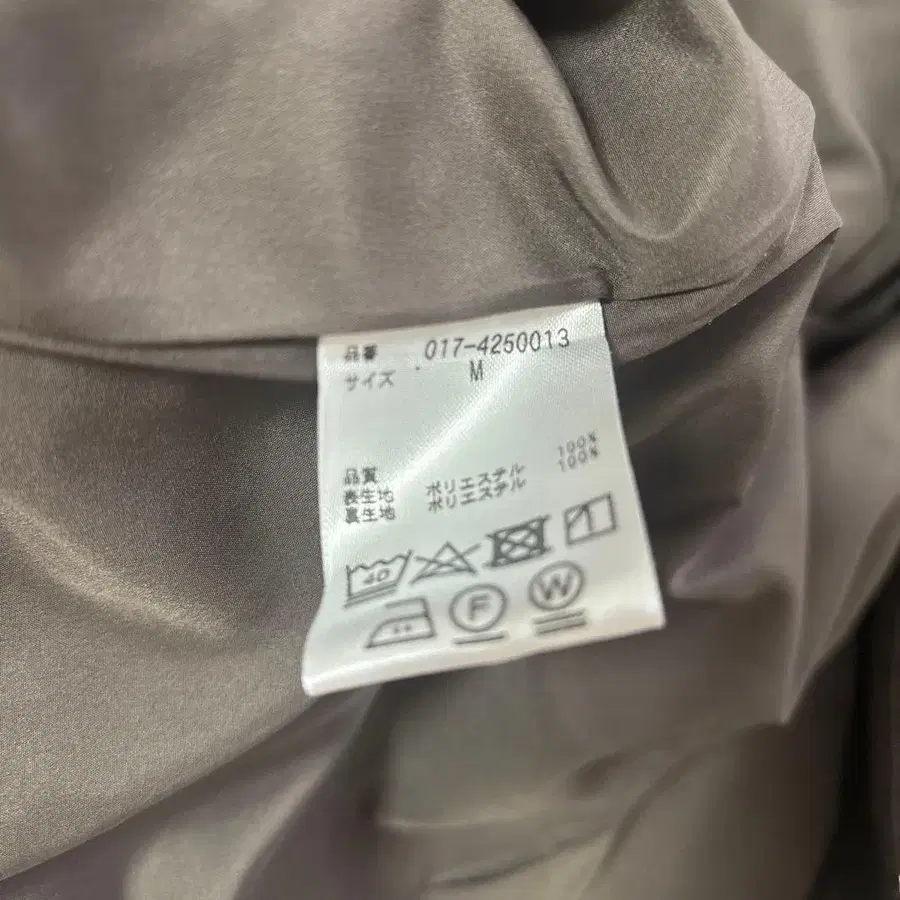 品番 017-4250013
サイズ M
品質
表生地 ポリエステル 100%
裏生地 ポリエステル 100%
40
F W